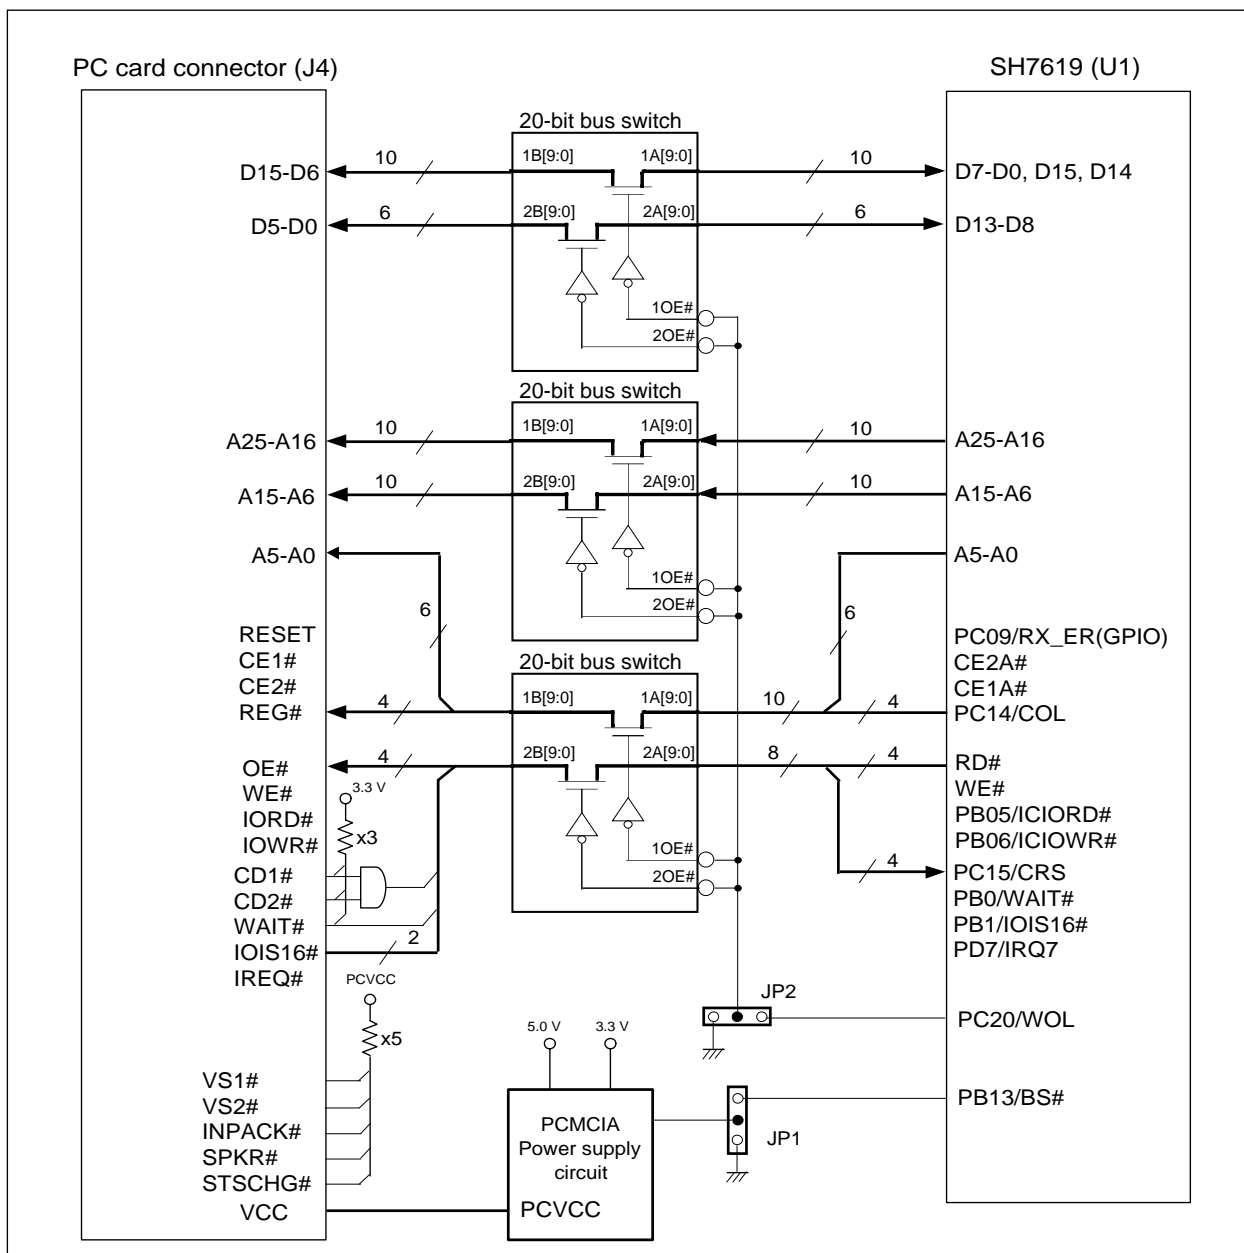 PC card connector (J4)
SH7619 (U1)
20-bit bus switch
D15-D6
10
1B[9:0]
1A[9:0]
10
D7-D0, D15, D14
D5-D0
6
2B[9:0]
2A[9:0]
6
D13-D8
1OE#
2OE#
20-bit bus switch
A25-A16
10
1B[9:0]
1A[9:0]
10
A25-A16
A15-A6
10
2B[9:0]
2A[9:0]
10
A15-A6
A5-A0
A5-A0
1OE#
2OE#
6
6
RESET
PC09/RX_ER(GPIO)
CE1#
CE2A#
20-bit bus switch
CE2#
CE1A#
REG#
4
1B[9:0]
1A[9:0]
10
4
PC14/COL
OE#
4
2B[9:0]
2A[9:0]
8
4
RD#
WE#
3.3 V
WE#
IORD#
x3
PB05/ICIORD#
IOWR#
PB06/ICIOWR#
1OE#
CD1#
2OE#
4
PC15/CRS
CD2#
PB0/WAIT#
WAIT#
PB1/IOIS16#
IOIS16#
2
PD7/IRQ7
IREQ#
PCVCC
JP2
PC20/WOL
x5
5.0 V
3.3 V
VS1#
PB13/BS#
VS2#
INPACK#
PCMCIA
Power supply
circuit
JP1
SPKR#
STSCHG#
VCC
PCVCC